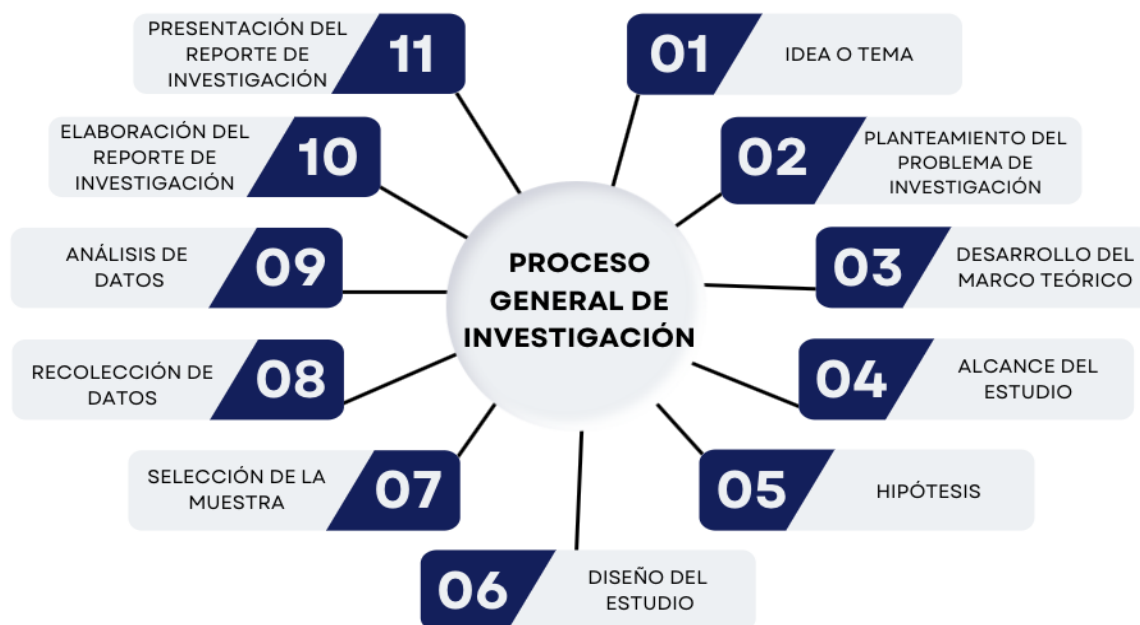 PROCESO
GENERAL DE
INVESTIGACIÓN
01
IDEA O TEMA
02
PLANTEAMIENTO DEL
PROBLEMA DE
INVESTIGACIÓN
03
DESARROLLO DEL
MARCO TEÓRICO
04
ALCANCE DEL
ESTUDIO
05
HIPÓTESIS
06
DISEÑO DEL
ESTUDIO
07
SELECCIÓN DE LA
MUESTRA
08
RECOLECCIÓN DE
DATOS
09
ANÁLISIS DE
DATOS
10
ELABORACIÓN DEL
REPORTE DE
INVESTIGACIÓN
11
PRESENTACIÓN DEL
REPORTE DE
INVESTIGACIÓN